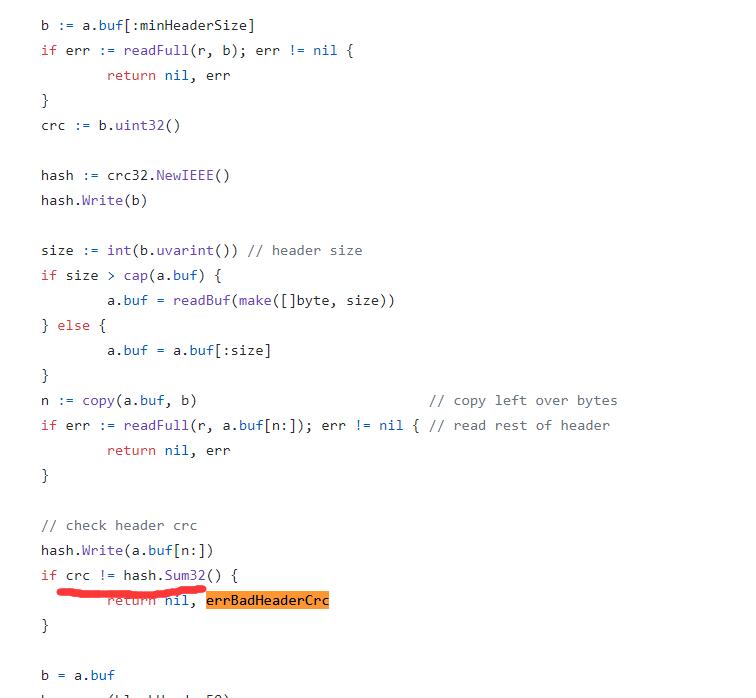 b := a.buf[:minHeaderSize]
if err := readFull(r, b); err != nil {
return nil, err
}
crc := b.uint32()
hash := crc32.NewIEEE()
hash.Write(b)
size := int(b.uvarint()) // header size
if size > cap(a.buf) {
a.buf = readBuf(make([]byte, size))
} else {
a.buf = a.buf[:size]
}
n := copy(a.buf, b) // copy left over bytes
if err := readFull(r, a.buf[n:]); err != nil { // read rest of header
return nil, err
}
// check header crc
hash.Write(a.buf[n:])
if crc != hash.Sum32() {
return nil, errBadHeaderCrc
}
b = a.buf